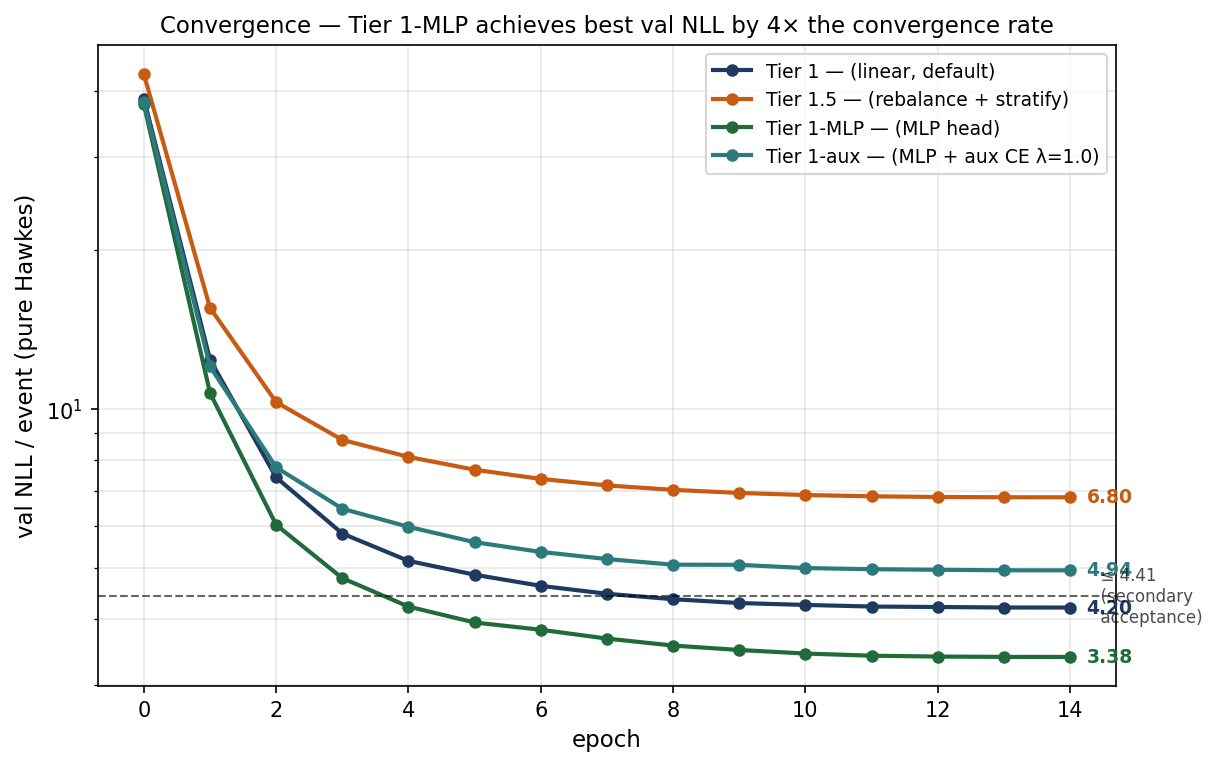 Convergence — Tier 1-MLP achieves best val NLL by 4× the convergence rate
Tier 1 — (linear, default)
Tier 1.5 — (rebalance + stratify)
Tier 1-MLP — (MLP head)
Tier 1-aux — (MLP + aux CE λ=1.0)
val NLL / event (pure Hawkes)
10¹
6.80
4.94
≤ 4.41
(secondary
4.20
acceptance)
3.38
0 2 4 6 8 10 12 14
epoch